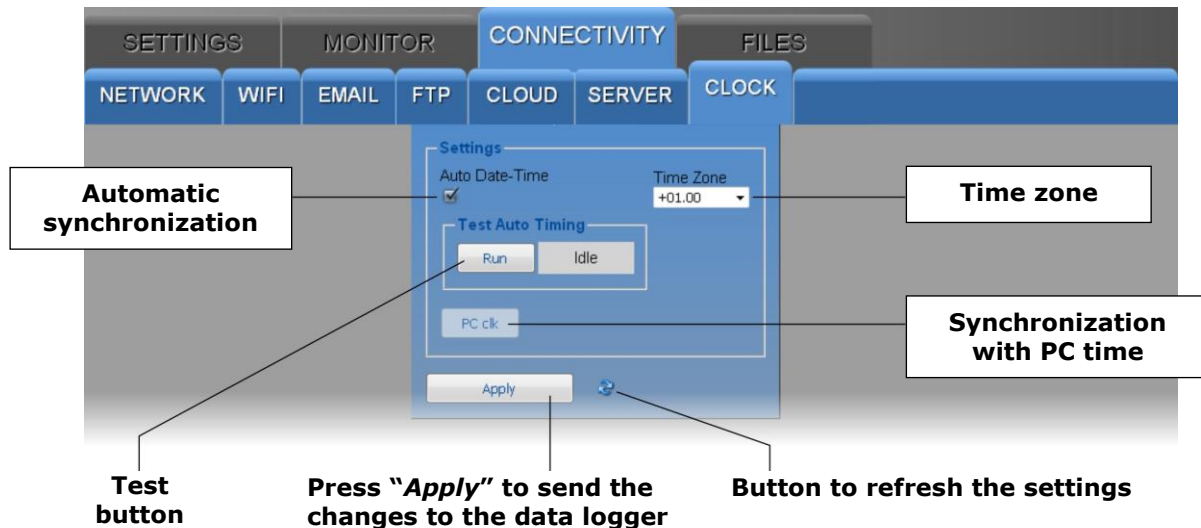 SETTINGS MONITOR CONNECTIVITY FILES
NETWORK WIFI EMAIL FTP CLOUD SERVER CLOCK
Settings
Auto Date-Time
Time Zone
+01.00
Test Auto Timing
Run
Idle
PC clk
Apply
Automatic
synchronization
Time zone
Synchronization
with PC time
Test
button
Press “Apply” to send the
changes to the data logger
Button to refresh the settings